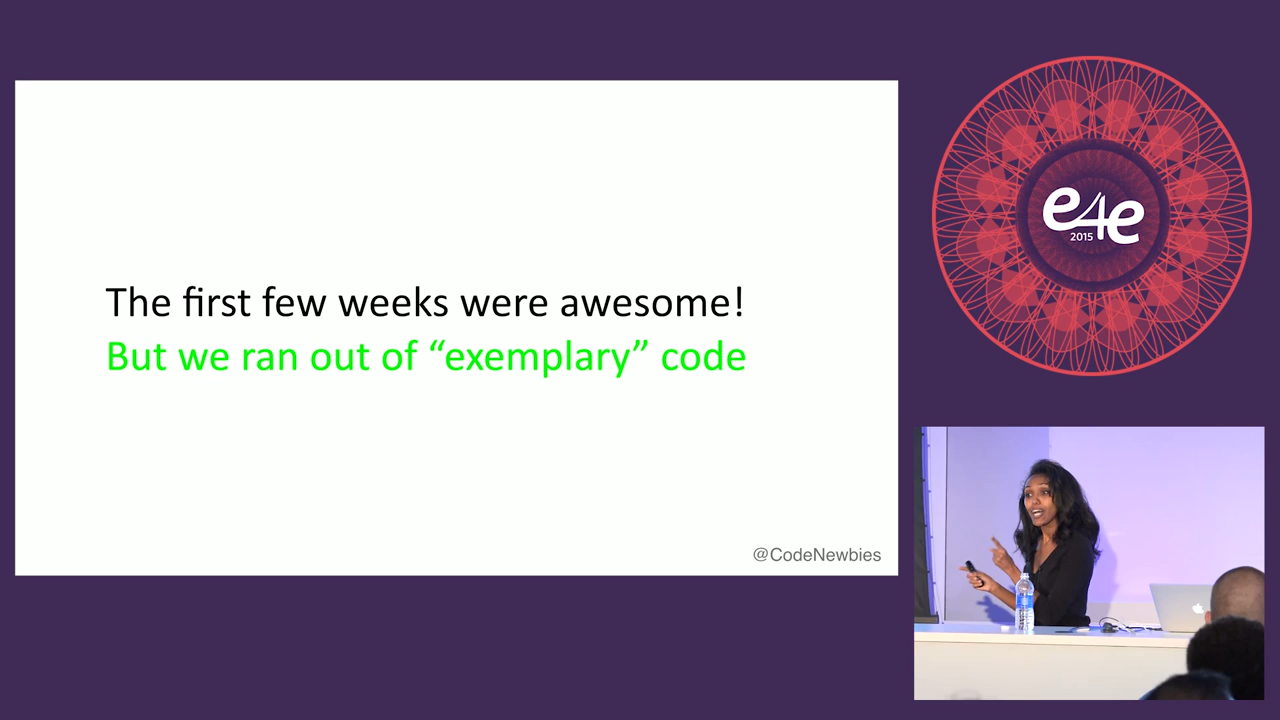 The first few weeks were awesome!
But we ran out of “exemplary” code
@CodeNewbies
e4e
2015